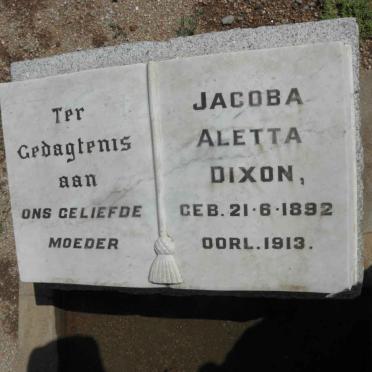 Ter
Gedagtenis
aan
ONS GELIEFDE
MOEDER
JACOBA
ALETTA
DIXON,
GEB. 21·6·1892
OORL. 1913.